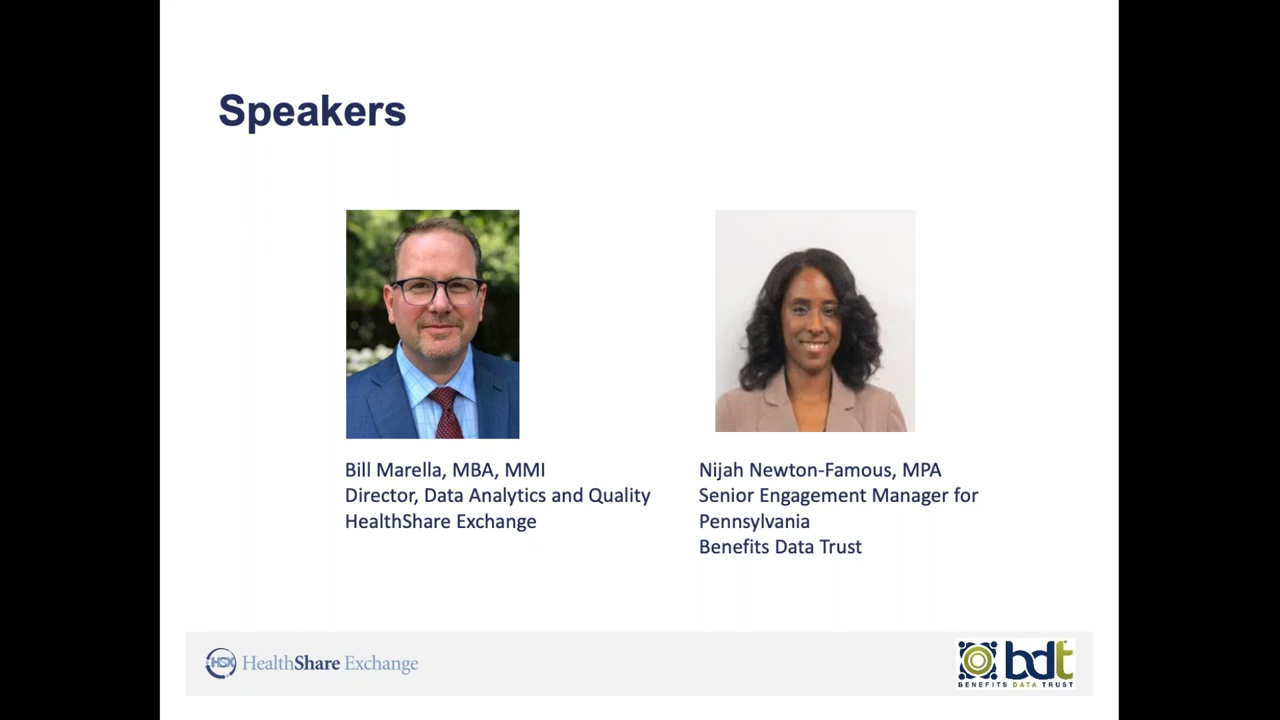 Speakers
Bill Marella, MBA, MMI
Director, Data Analytics and Quality
HealthShare Exchange
Nijah Newton-Famous, MPA
Senior Engagement Manager for
Pennsylvania
Benefits Data Trust
HSX HealthShare Exchange
bdt
BENEFITS DATA TRUST